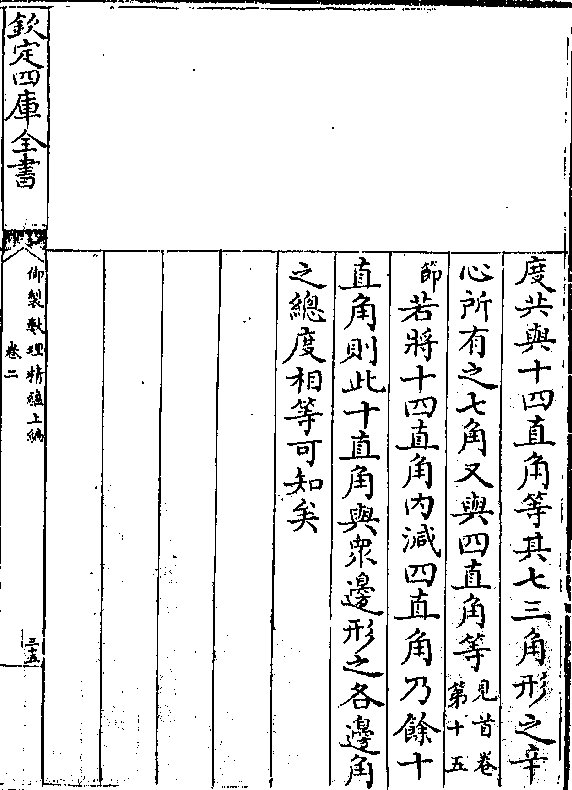 度共與十四直角等其七三角形之辛
心所有之七角又與四直角等見首卷第十五
節若將十四直角內減四直角乃餘十
直角則此十直角與衆邊形之各邊角
之總度相等可知矣
欽定四庫全書
御製數理精蘊上編
卷二
三五